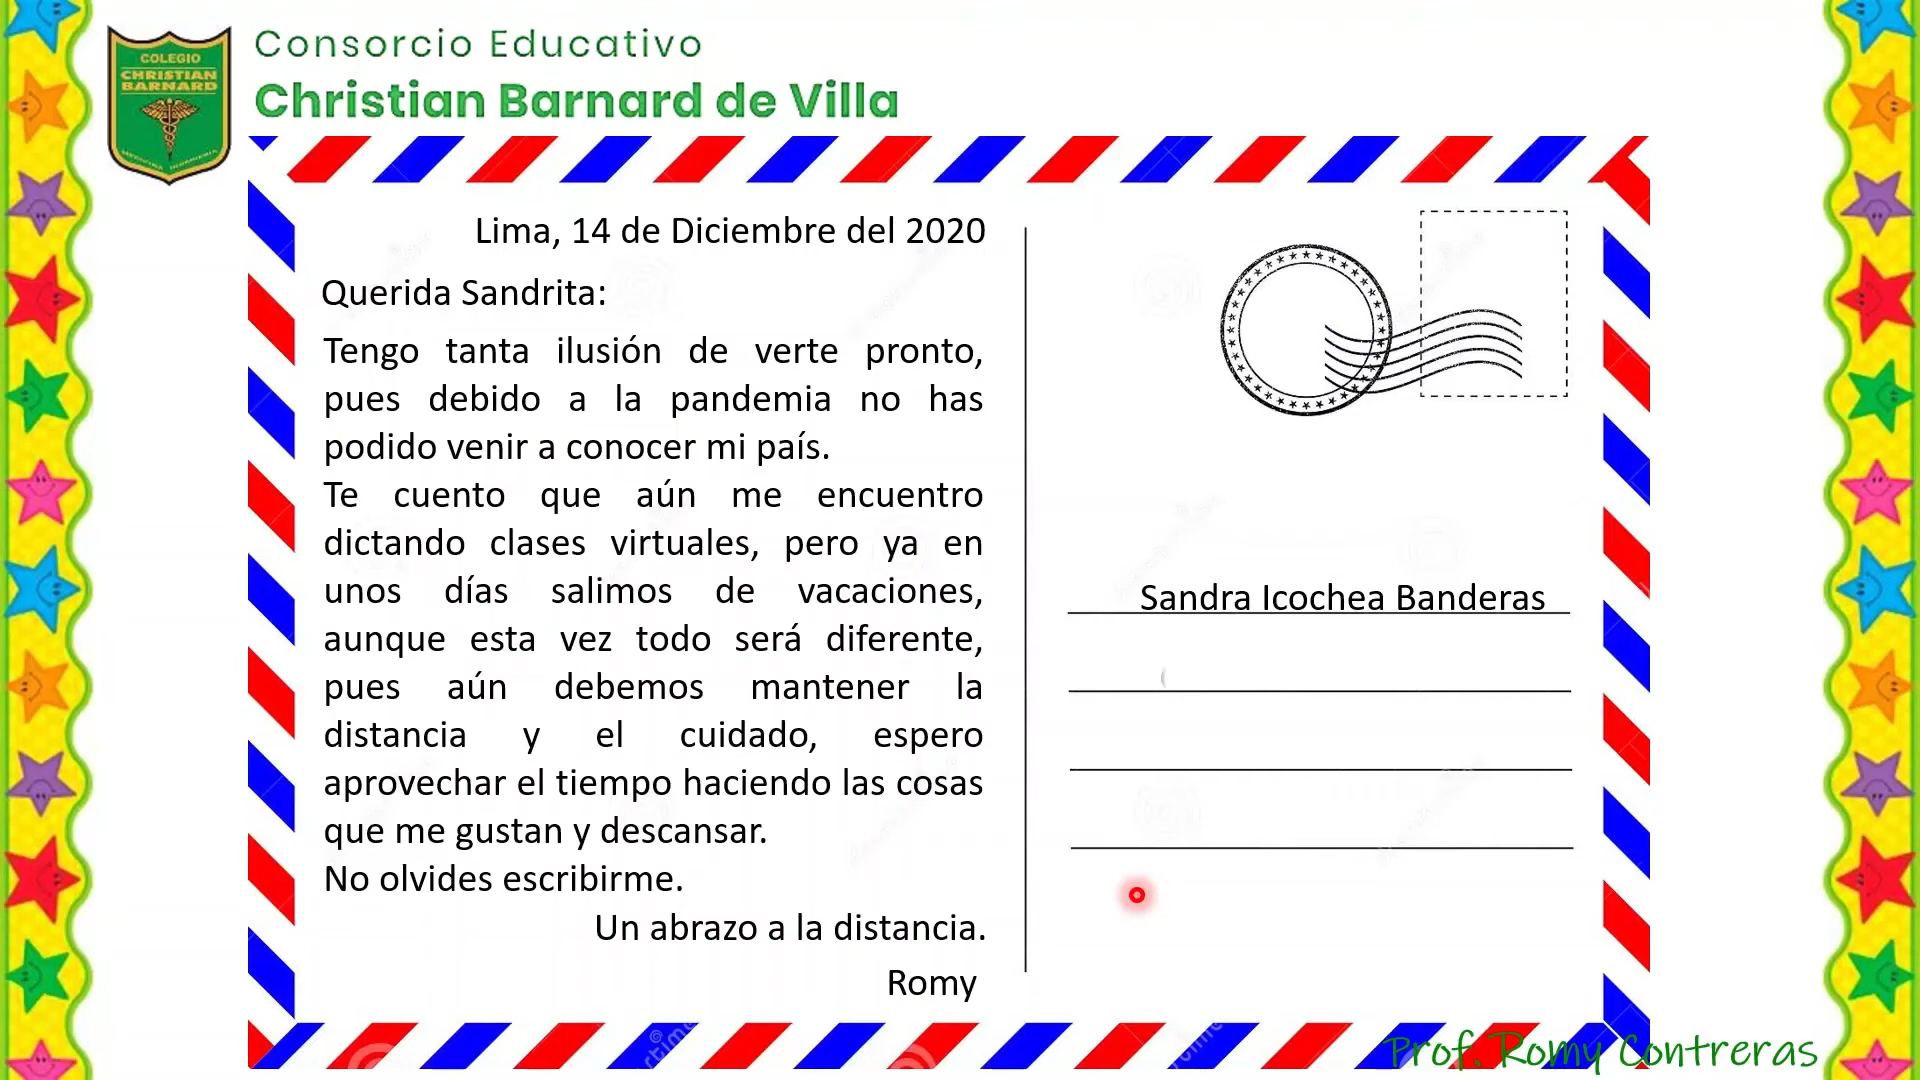 COLEGIO
CHRISTIAN
BARNARD
Consorcio Educativo
Christian Barnard de Villa
Lima, 14 de Diciembre del 2020
Querida Sandrita:
Tengo tanta ilusión de verte pronto,
pues debido a la pandemia no has
podido venir a conocer mi país.
Te cuento que aún me encuentro
dictando clases virtuales, pero ya en
unos días salimos de vacaciones,
aunque esta vez todo será diferente,
pues aún debemos mantener la
distancia y el cuidado, espero
aprovechar el tiempo haciendo las cosas
que me gustan y descansar.
No olvides escribirme.
Un abrazo a la distancia.
Romy
Sandra Icochea Banderas
Prof. Romy Contreras